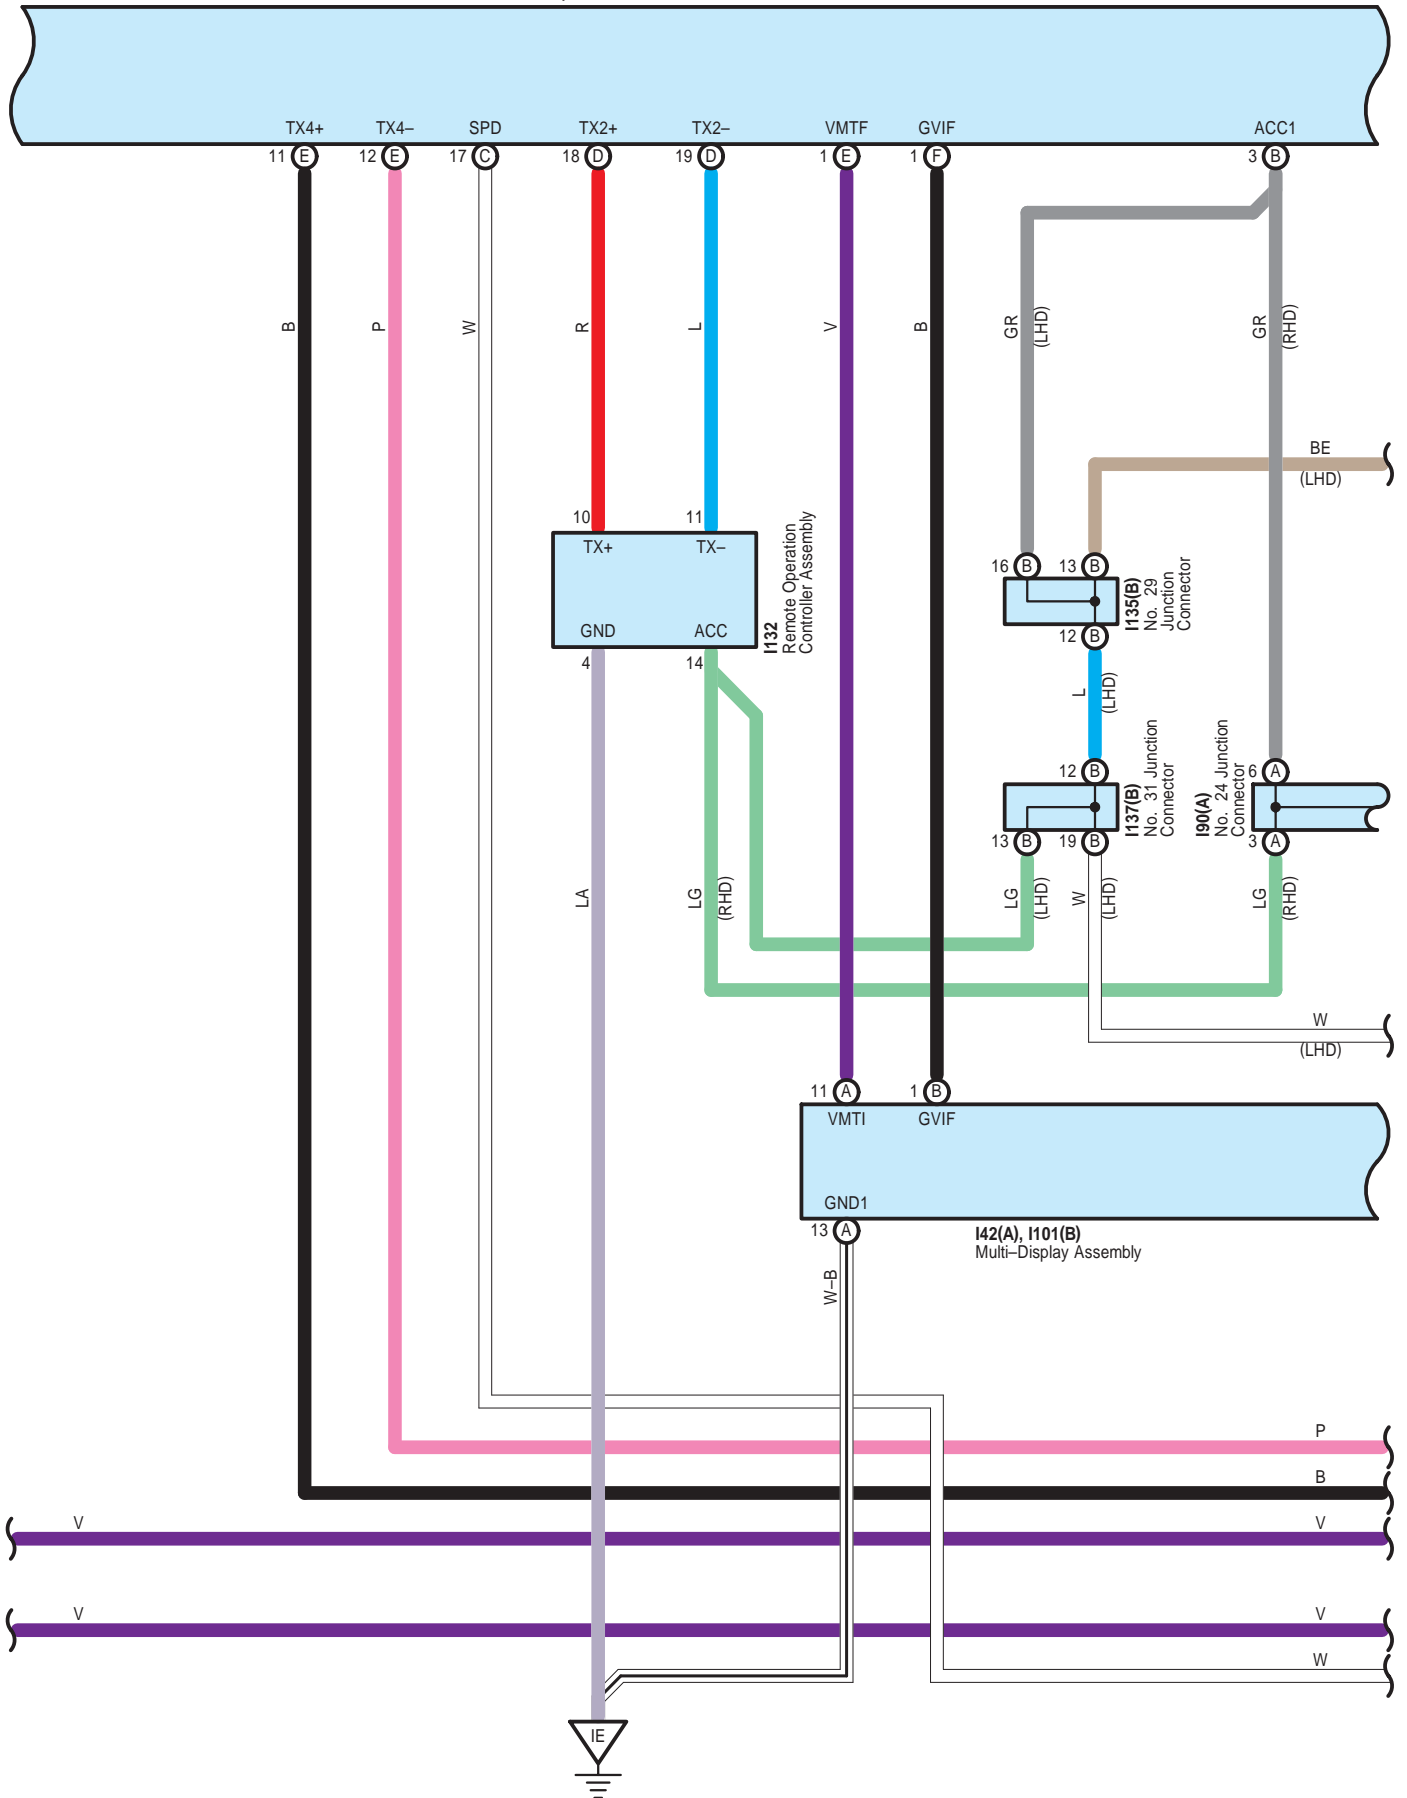 TX4+ TX4– SPD TX2+ TX2– VMTF GVIF ACC1
11 E 12 E 17 C 18 D 19 D 1 E 1 F 3 B
B P W R L V B GR (LHD) GR (RHD)
BE
(LHD)
10 11
TX+ TX–
GND ACC
4 14
I132
Remote Operation
Controller Assembly
16 B 13 B
I135(B)
No. 29
Junction
Connector
12 B
L (LHD)
12 B
I137(B)
No. 31 Junction
Connector
13 B 19 B
6 A
I90(A)
No. 24 Junction
Connector
3 A
LA LG (RHD) LG (LHD) W (LHD) LG (RHD)
W
(LHD)
11 A 1 B
VMTI GVIF
GND1
13 A
I42(A), I101(B)
Multi–Display Assembly
W–B
P
B
V V
V V
W
IE